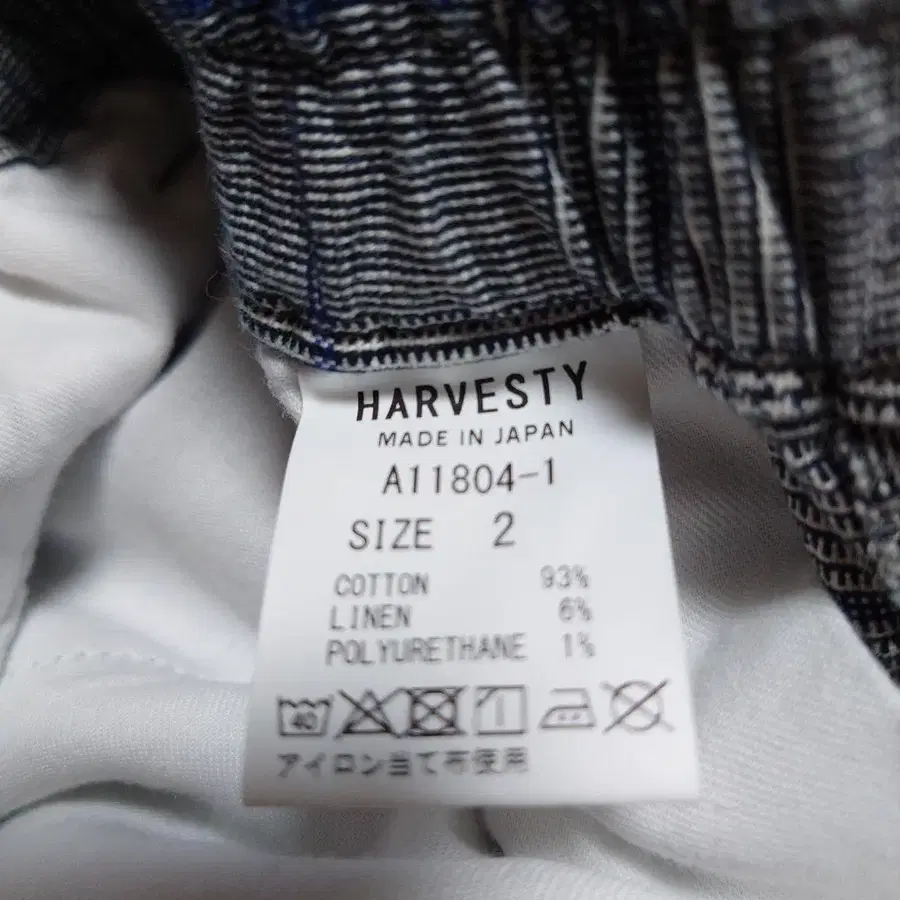 HARVESTY
MADE IN JAPAN
A11804-1
SIZE 2
COTTON 93%
LINEN 6%
POLYURETHANE 1%
40
アイロン当て布使用